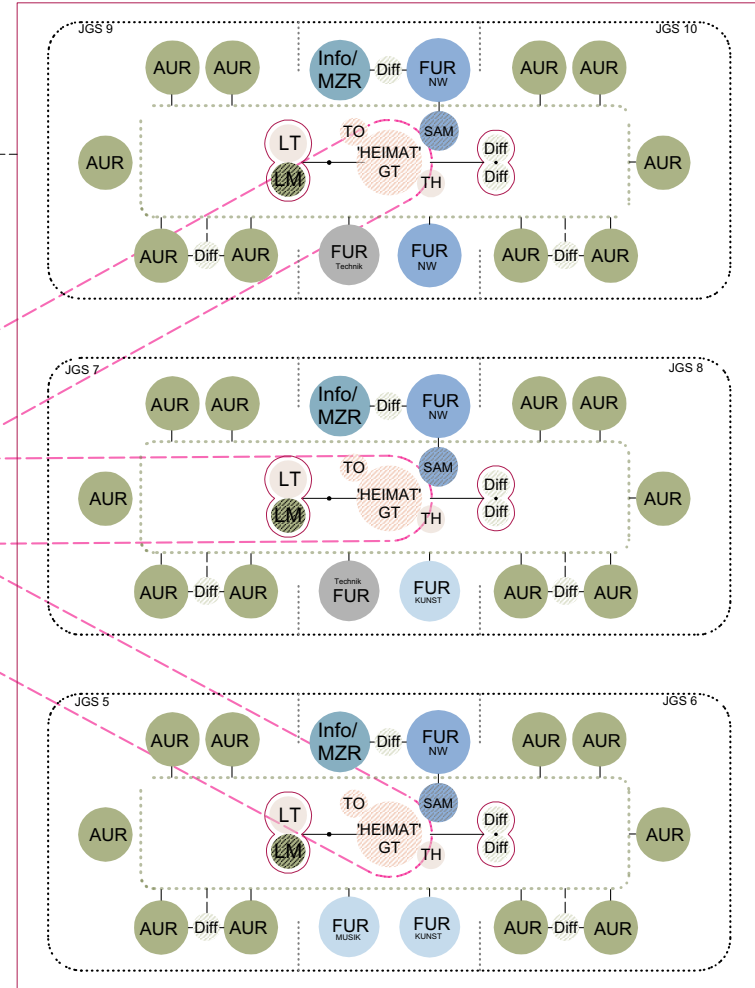 JGS 9
JGS 10
AUR
AUR
Info/
MZR
Diff
FUR
NW
AUR
AUR
AUR
LT
LM
TO
'HEIMAT'
GT
SAM
TH
Diff
Diff
AUR
AUR
Diff
AUR
FUR
Technik
FUR
NW
AUR
Diff
AUR
JGS 7
JGS 8
AUR
AUR
Info/
MZR
Diff
FUR
NW
AUR
AUR
AUR
LT
LM
TO
'HEIMAT'
GT
SAM
TH
Diff
Diff
AUR
AUR
Diff
AUR
Technik
FUR
FUR
KUNST
AUR
Diff
AUR
JGS 5
JGS 6
AUR
AUR
Info/
MZR
Diff
FUR
NW
AUR
AUR
AUR
LT
LM
TO
'HEIMAT'
GT
SAM
TH
Diff
Diff
AUR
AUR
Diff
AUR
FUR
MUSIK
FUR
KUNST
AUR
Diff
AUR